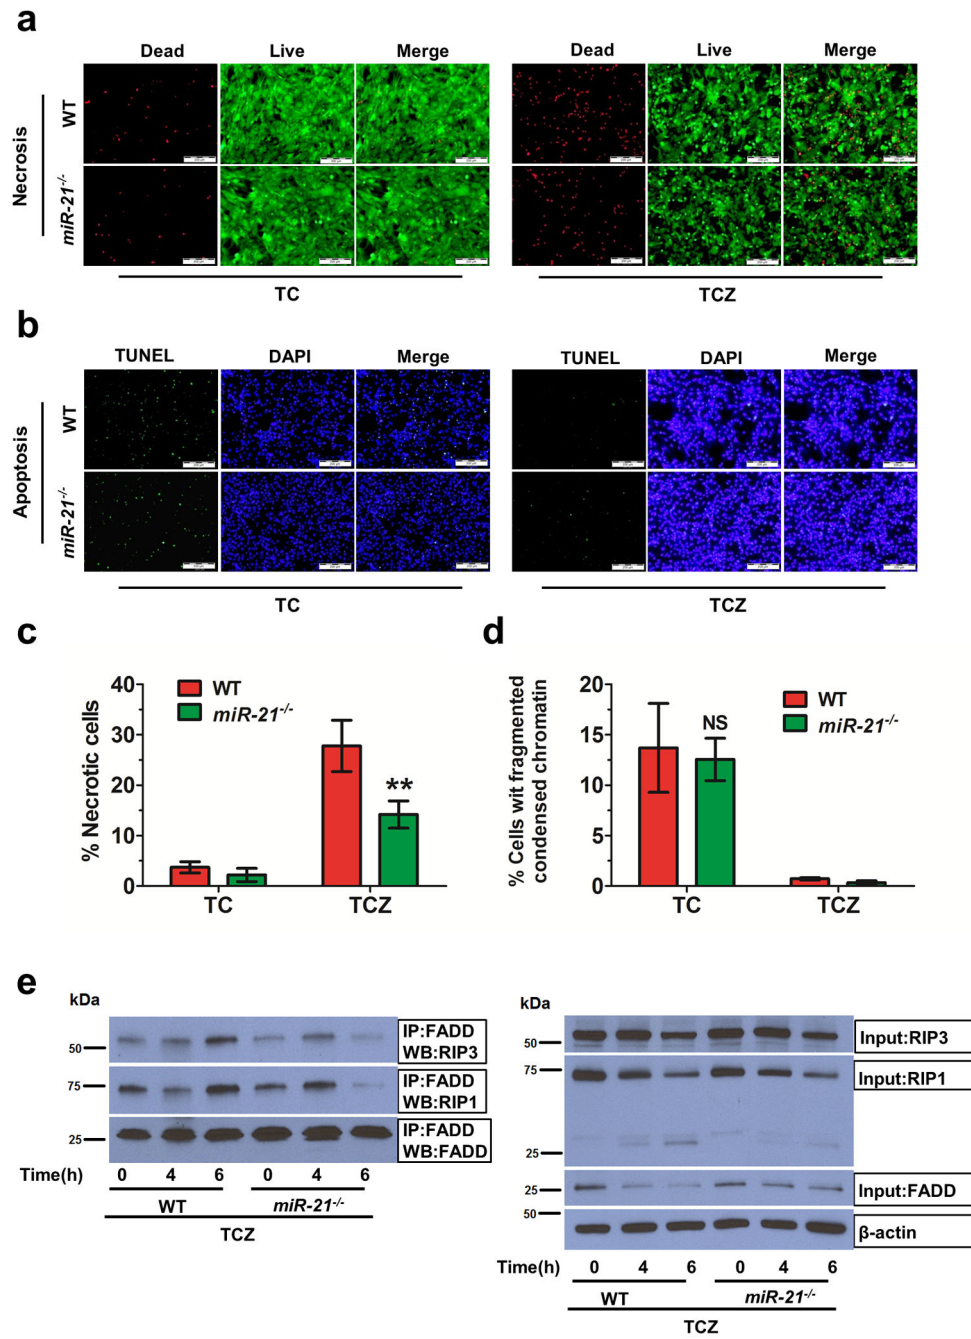 a
Dead Live Merge Dead Live Merge
Necrosis
WT
miR-21-/-
TC TCZ
b
TUNEL DAPI Merge TUNEL DAPI Merge
Apoptosis
WT
miR-21-/-
TC TCZ
c
% Necrotic cells
40
30
20
10
0
WT
miR-21-/-
**
TC TCZ
d
% Cells wit fragmented
condensed chromatin
20
15
10
5
0
WT
miR-21-/-
NS
TC TCZ
e
kDa
50
IP:FADD
WB:RIP3
75
IP:FADD
WB:RIP1
25
IP:FADD
WB:FADD
Time(h) 0 4 6 0 4 6
WT miR-21-/-
TCZ
kDa
50
Input:RIP3
75
Input:RIP1
25
25
Input:FADD
50
β-actin
Time(h) 0 4 6 0 4 6
WT miR-21-/-
TCZ